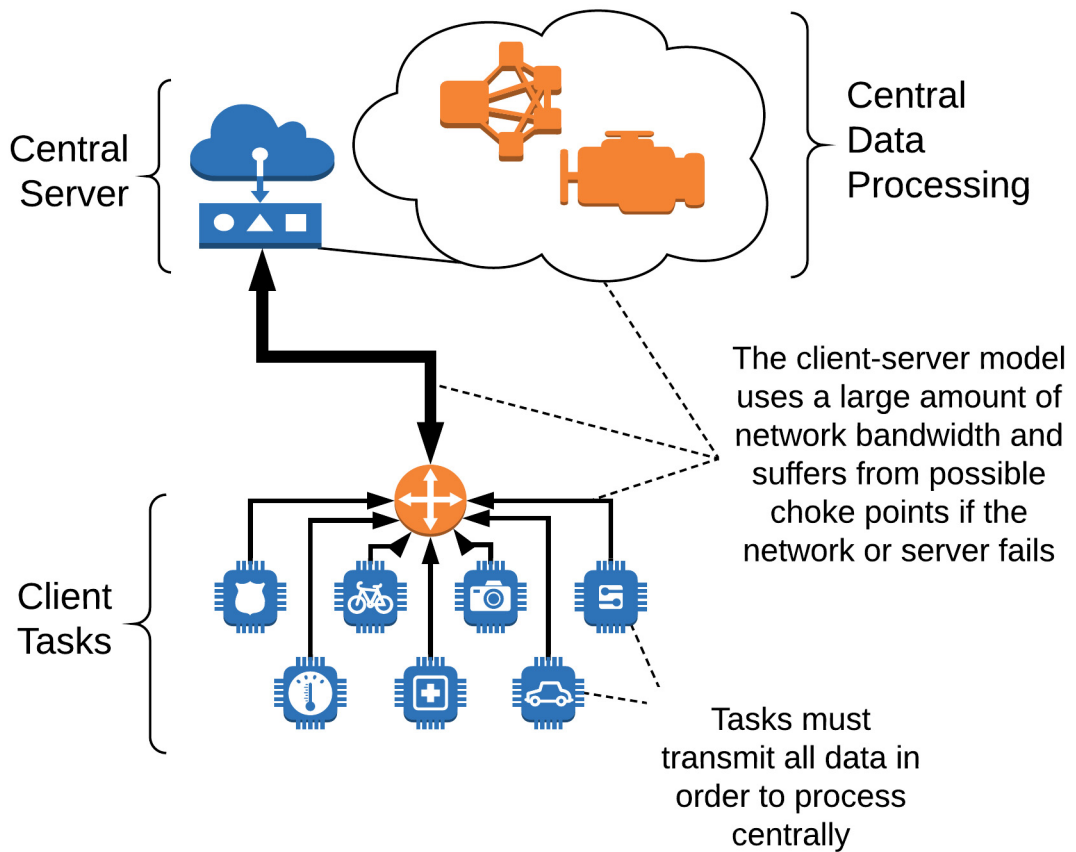 Central
Server
Central
Data
Processing
The client-server model
uses a large amount of
network bandwidth and
suffers from possible
choke points if the
network or server fails
Client
Tasks
Tasks must
transmit all data in
order to process
centrally